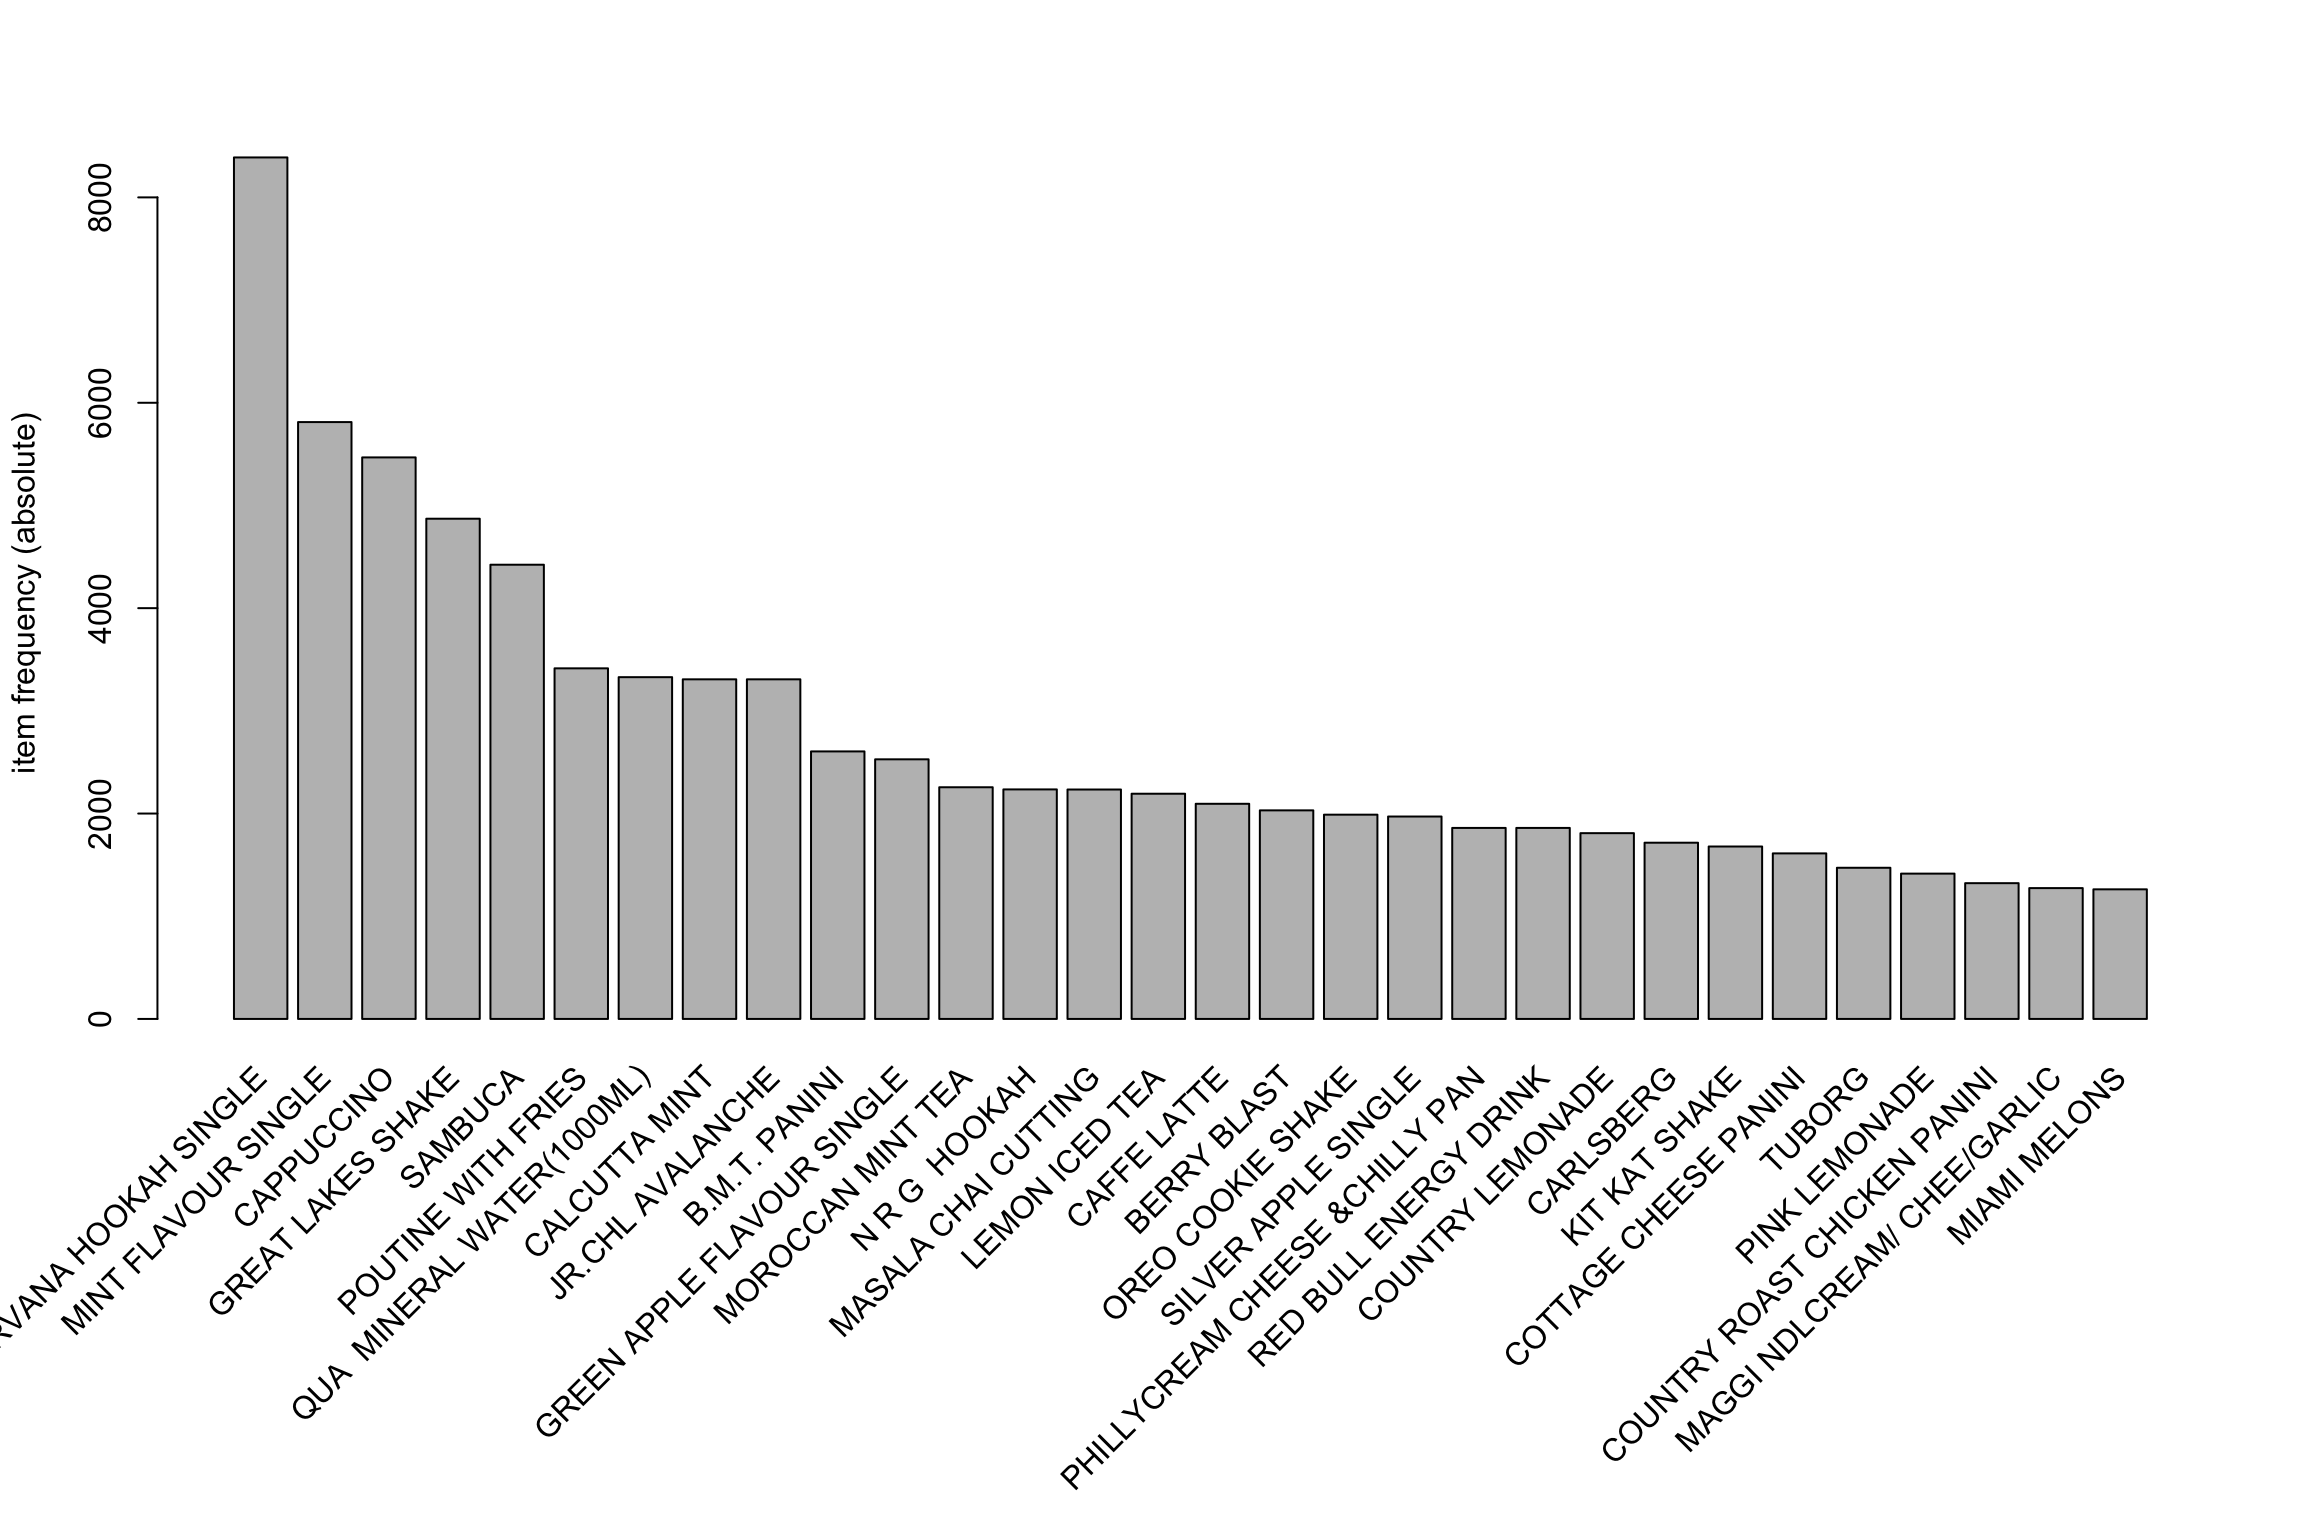 item frequency (absolute)
8000
6000
4000
2000
0
HOOKAH SINGLE
MINT FLAVOUR SINGLE
CAPPUCCINO
GREAT LAKES SHAKE
SAMBUCA
POUTINE WITH FRIES
QUA  MINERAL WATER(1000ML)
CALCUTTA MINT
JR.CHL AVALANCHE
B.M.T. PANINI
GREEN APPLE FLAVOUR SINGLE
MOROCCAN MINT TEA
N R G  HOOKAH
MASALA CHAI CUTTING
LEMON ICED TEA
CAFFE LATTE
BERRY BLAST
OREO COOKIE SHAKE
SILVER APPLE SINGLE
PHILLYCREAM CHEESE &CHILLY PAN
RED BULL ENERGY DRINK
COUNTRY LEMONADE
CARLSBERG
KIT KAT SHAKE
COTTAGE CHEESE PANINI
TUBORG
PINK LEMONADE
COUNTRY ROAST CHICKEN PANINI
MAGGI NDLCREAM/ CHEE/GARLIC
MIAMI MELONS